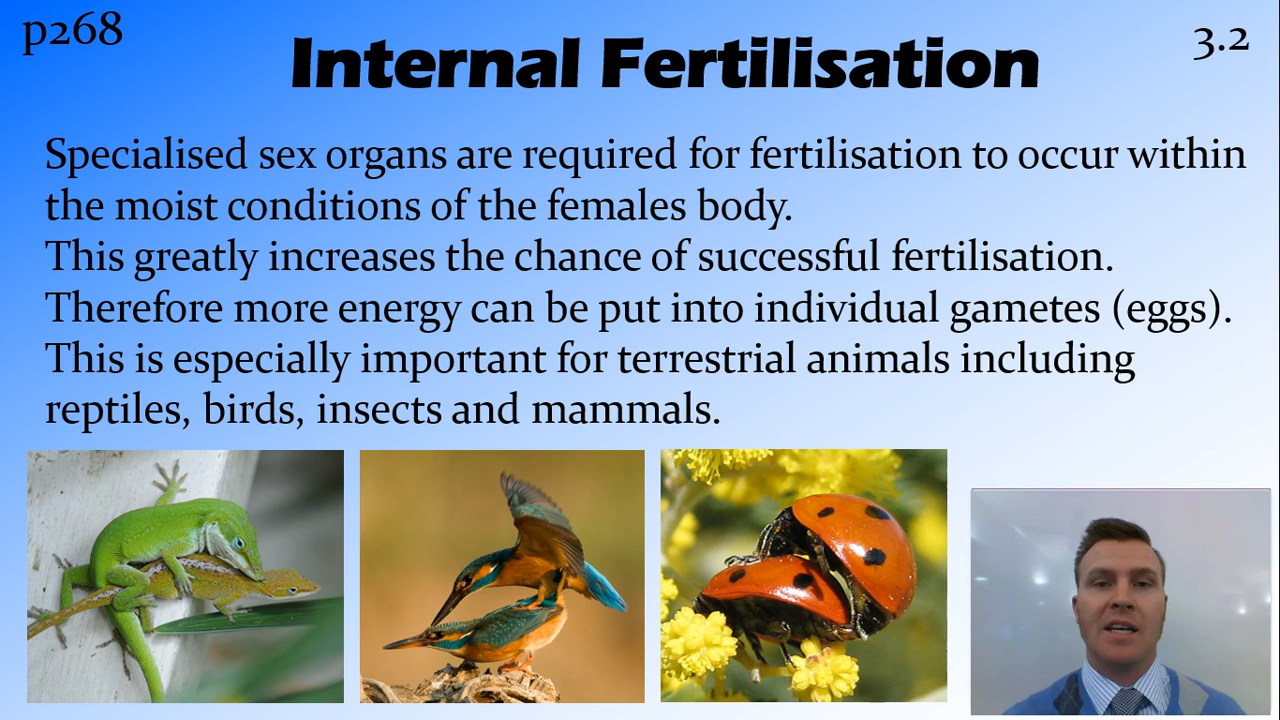 p268
3.2
Internal Fertilisation
Specialised sex organs are required for fertilisation to occur within
the moist conditions of the females body.
This greatly increases the chance of successful fertilisation.
Therefore more energy can be put into individual gametes (eggs).
This is especially important for terrestrial animals including
reptiles, birds, insects and mammals.